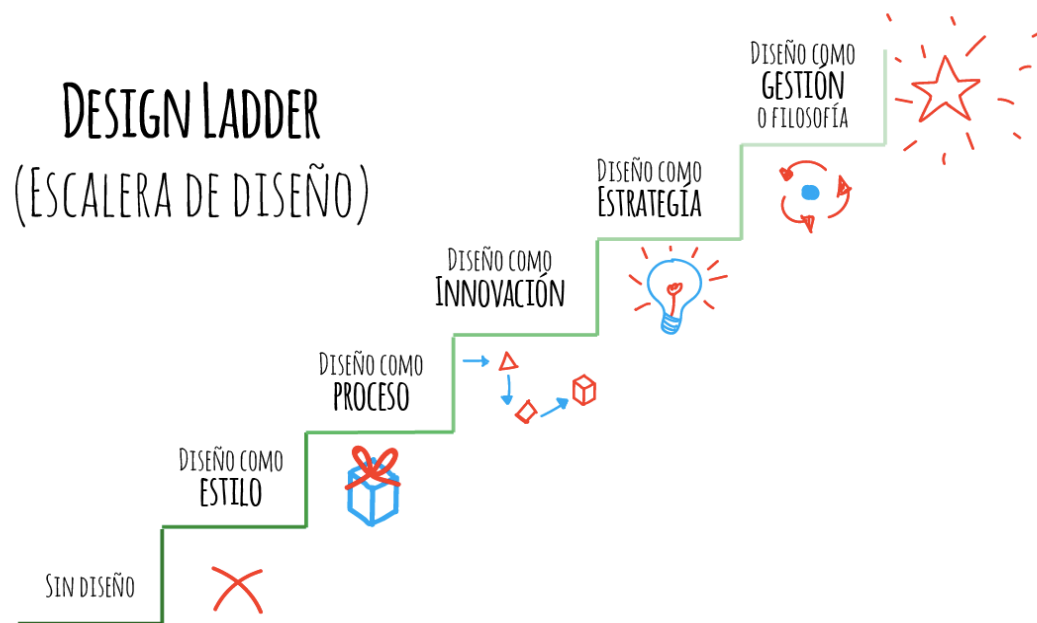 DESIGN LADDER
(ESCALERA DE DISEÑO)
DISEÑO COMO
GESTIÓN
O FILOSOFÍA
DISEÑO COMO
ESTRATEGÍA
DISEÑO COMO
INNOVACIÓN
DISEÑO COMO
PROCESO
DISEÑO COMO
ESTILO
SIN DISEÑO